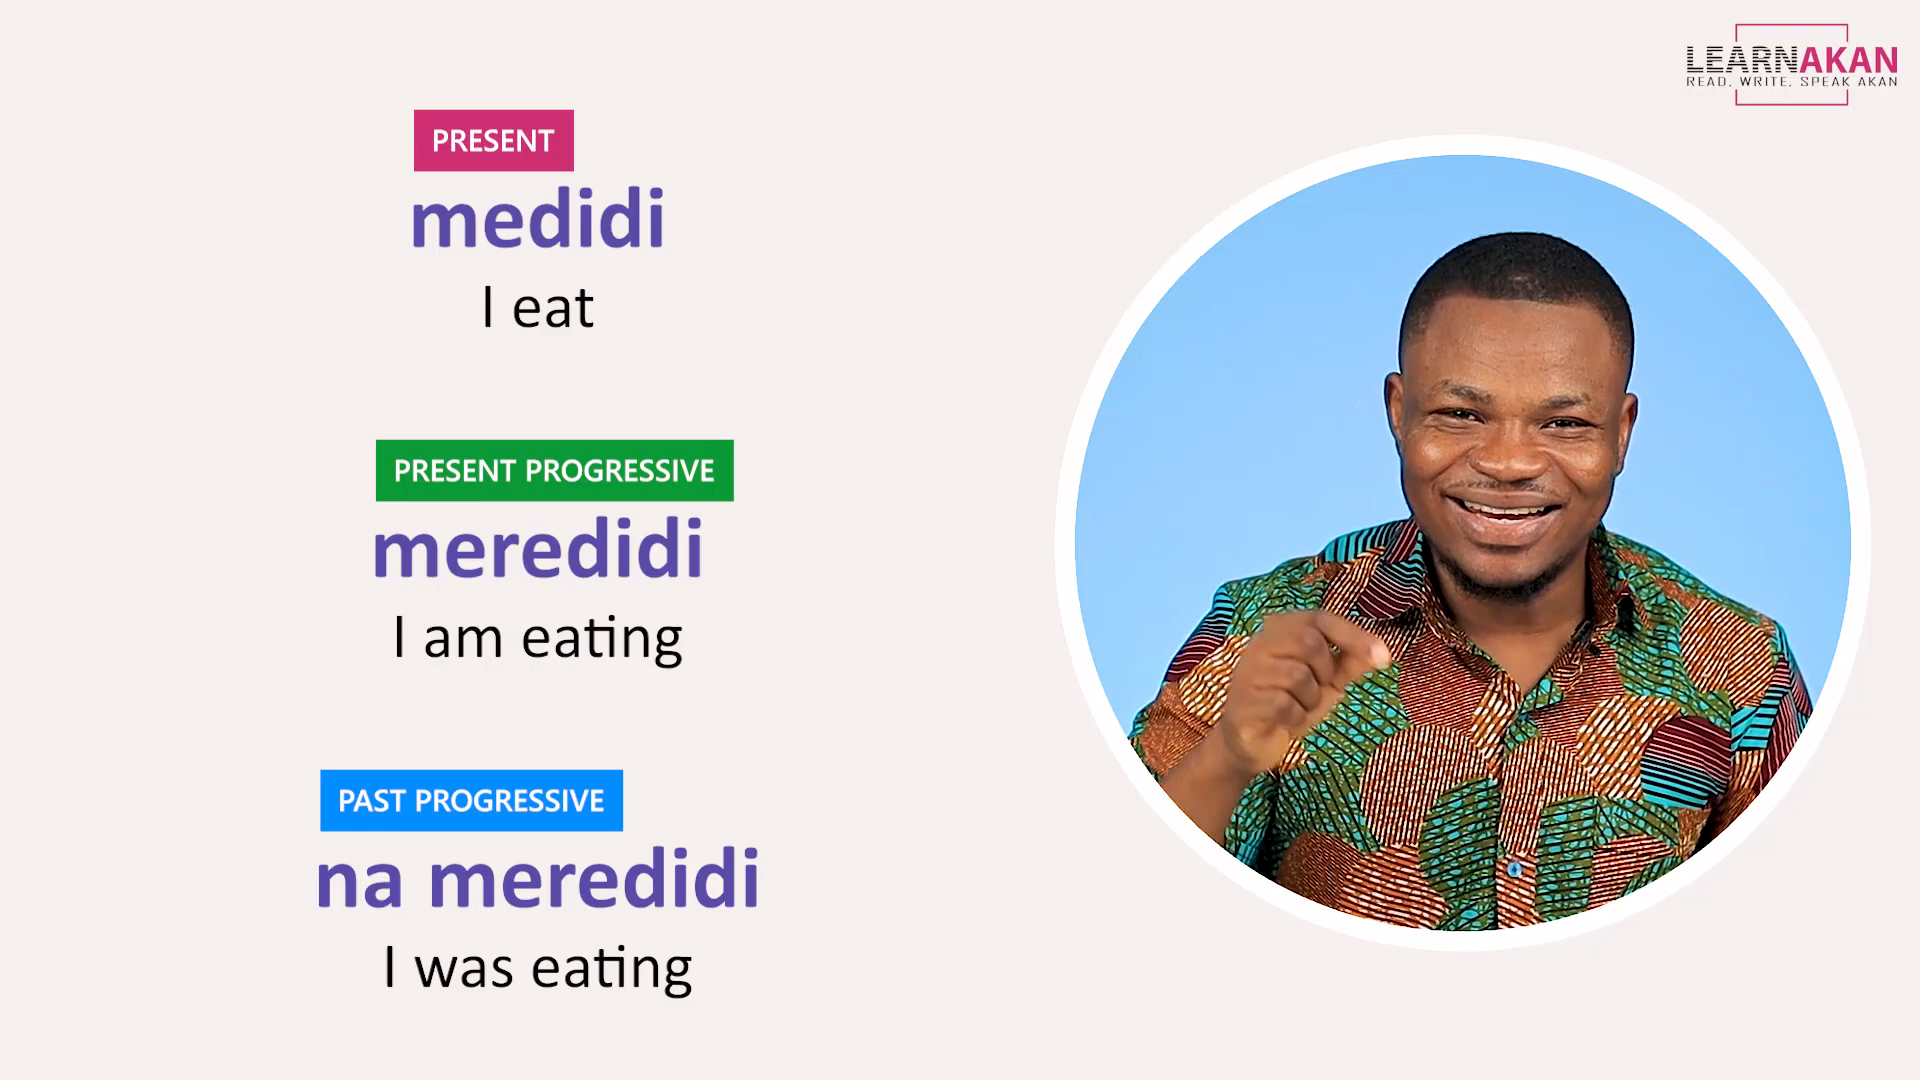 LEARNAKAN
READ, WRITE, SPEAK AKAN
PRESENT
medidi
I eat
PRESENT PROGRESSIVE
meredidi
I am eating
PAST PROGRESSIVE
na meredidi
I was eating